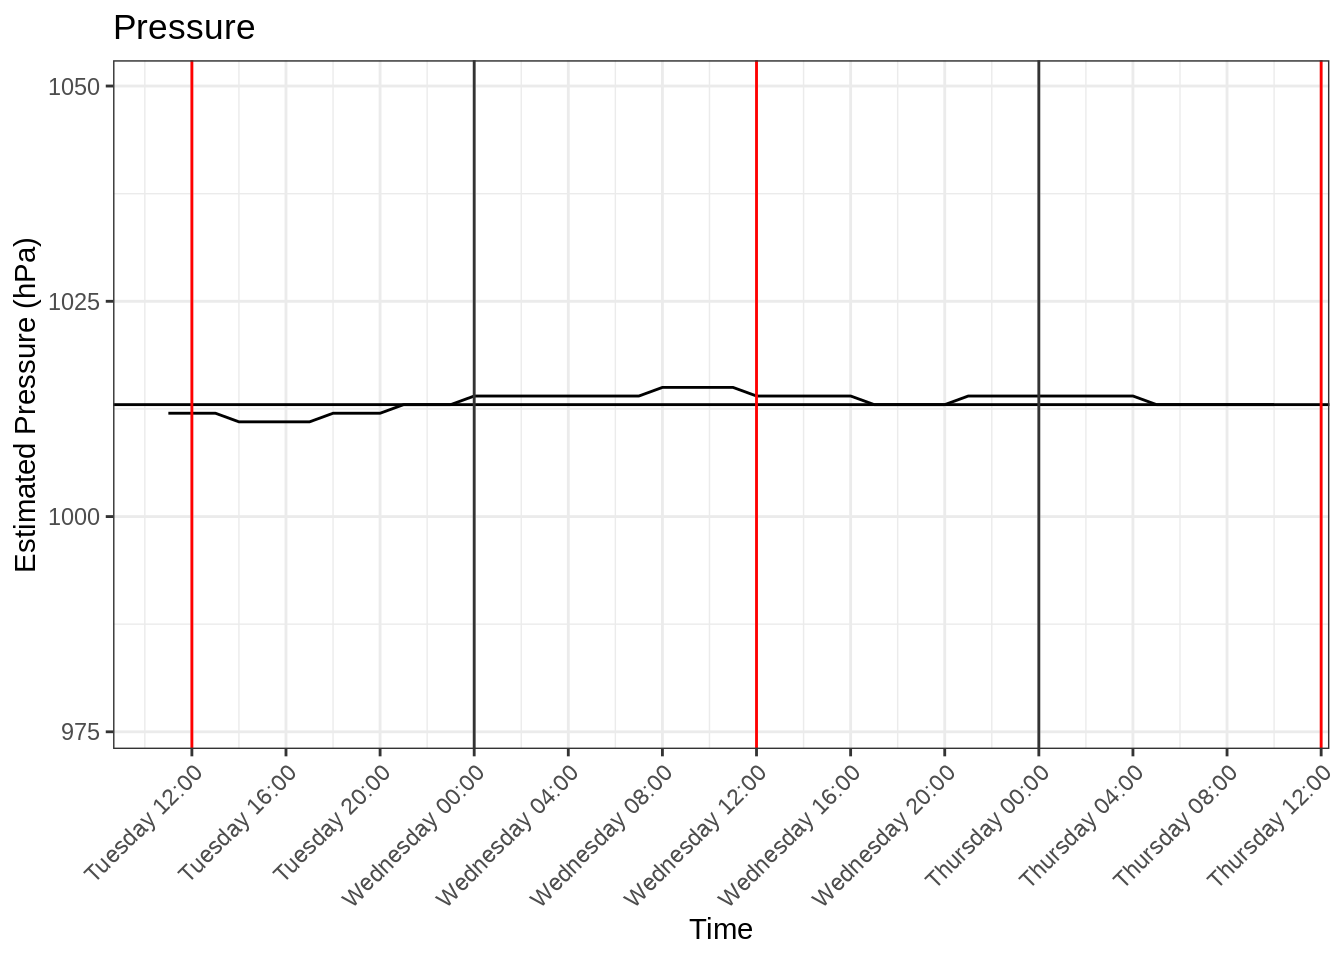 Pressure
Estimated Pressure (hPa)
1050
1025
1000
975
Tuesday 12:00
Tuesday 16:00
Tuesday 20:00
Wednesday 00:00
Wednesday 04:00
Wednesday 08:00
Wednesday 12:00
Wednesday 16:00
Wednesday 20:00
Thursday 00:00
Thursday 04:00
Thursday 08:00
Thursday 12:00
Time